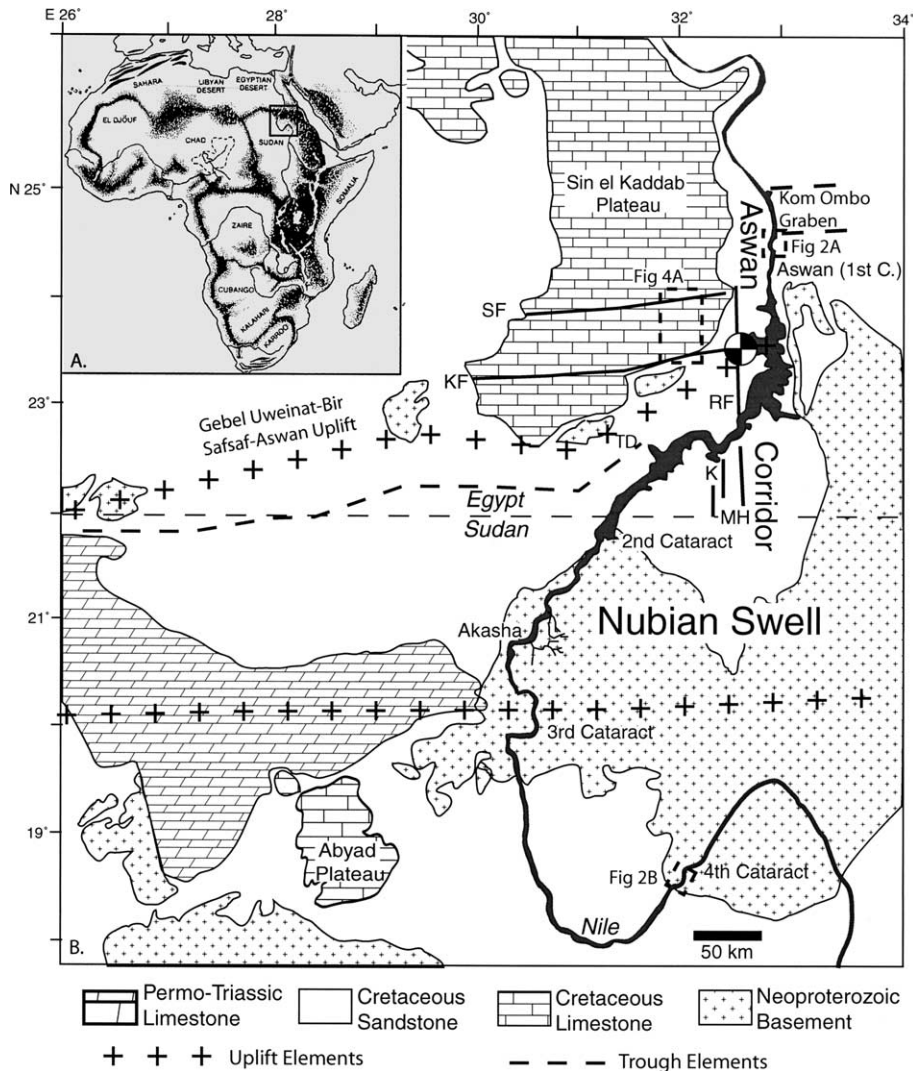 E 26°
28°
30°
32°
34°
N 25°
23°
21°
19°
SAHARA
LIBYAN
DESERT
EGYPTIAN
DESERT
EL DJOUF
CHAD
SUDAN
SOMALIA
ZAIRE
CUBANGO
KALAHARI
KARROO
A.
Sin el Kaddab
Plateau
Aswan
Kom Ombo
Graben
Fig 2A
Aswan (1st C.)
Fig 4A
SF
KF
RF
TD
Gebel Uweinat-Bir
Safsaf-Aswan Uplift
K
Corridor
Egypt
Sudan
MH
2nd Cataract
Akasha
Nubian Swell
3rd Cataract
Abyad
Plateau
Fig 2B
4th Cataract
Nile
50 km
B.
Permo-Triassic
Limestone
Cretaceous
Sandstone
Cretaceous
Limestone
Neoproterozoic
Basement
Uplift Elements
Trough Elements